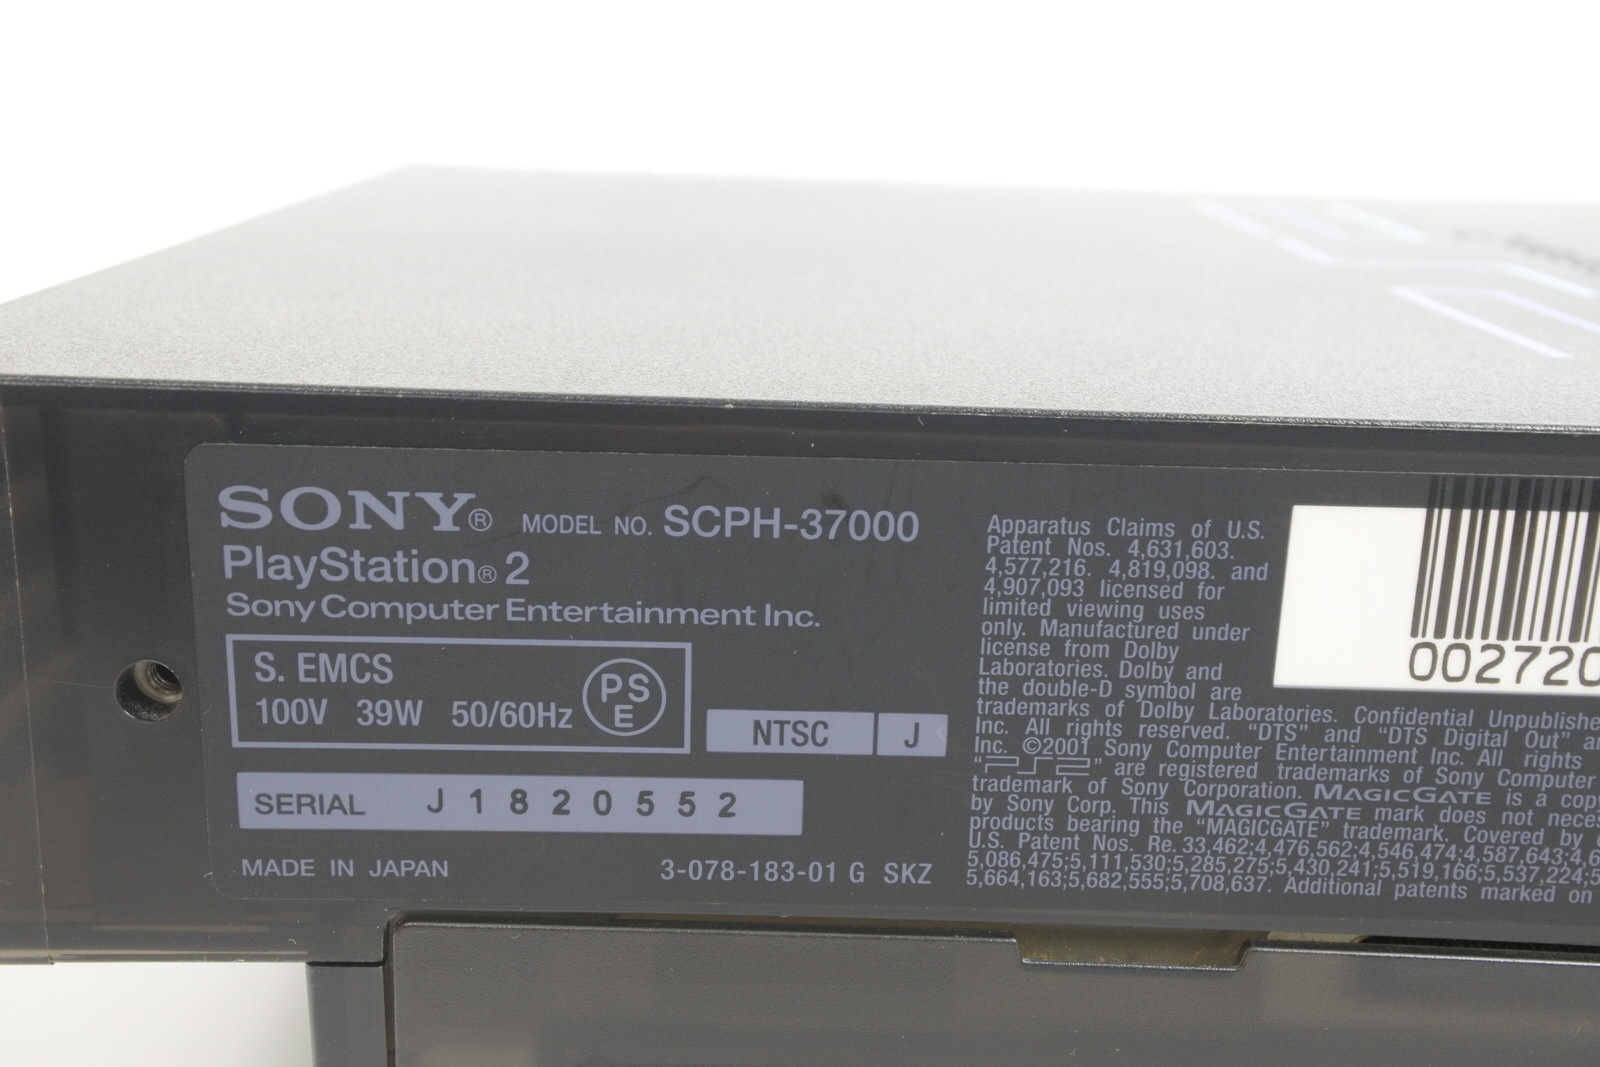 SONY® MODEL NO. SCPH-37000
PlayStation® 2
Sony Computer Entertainment Inc.
S. EMCS
100V 39W 50/60Hz
PS
E
NTSC J
SERIAL J1820552
MADE IN JAPAN 3-078-183-01 G SKZ
Apparatus Claims of U.S.
Patent Nos. 4,631,603.
4,577,216. 4,819,098. and
4,907,093 licensed for
limited viewing uses
only. Manufactured under
license from Dolby
Laboratories. Dolby and
the double-D symbol are
trademarks of Dolby Laboratories. Confidential Unpublishe
Inc. All rights reserved. "DTS" and "DTS Digital Out" a
Inc. ©2001 Sony Computer Entertainment Inc. All rights
"PS2" are registered trademarks of Sony Computer
trademark of Sony Corporation. MAGICGATE is a cop
by Sony Corp. This MAGICGATE mark does not neces
products bearing the "MAGICGATE" trademark. Covered by
U.S. Patent Nos. Re. 33,462;4,476,562;4,546,474;4,587,643;4,6
5,086,475;5,111,530;5,285,275;5,430,241;5,519,166;5,537,224;5
5,664,163;5,682,555;5,708,637. Additional patents marked on
002720